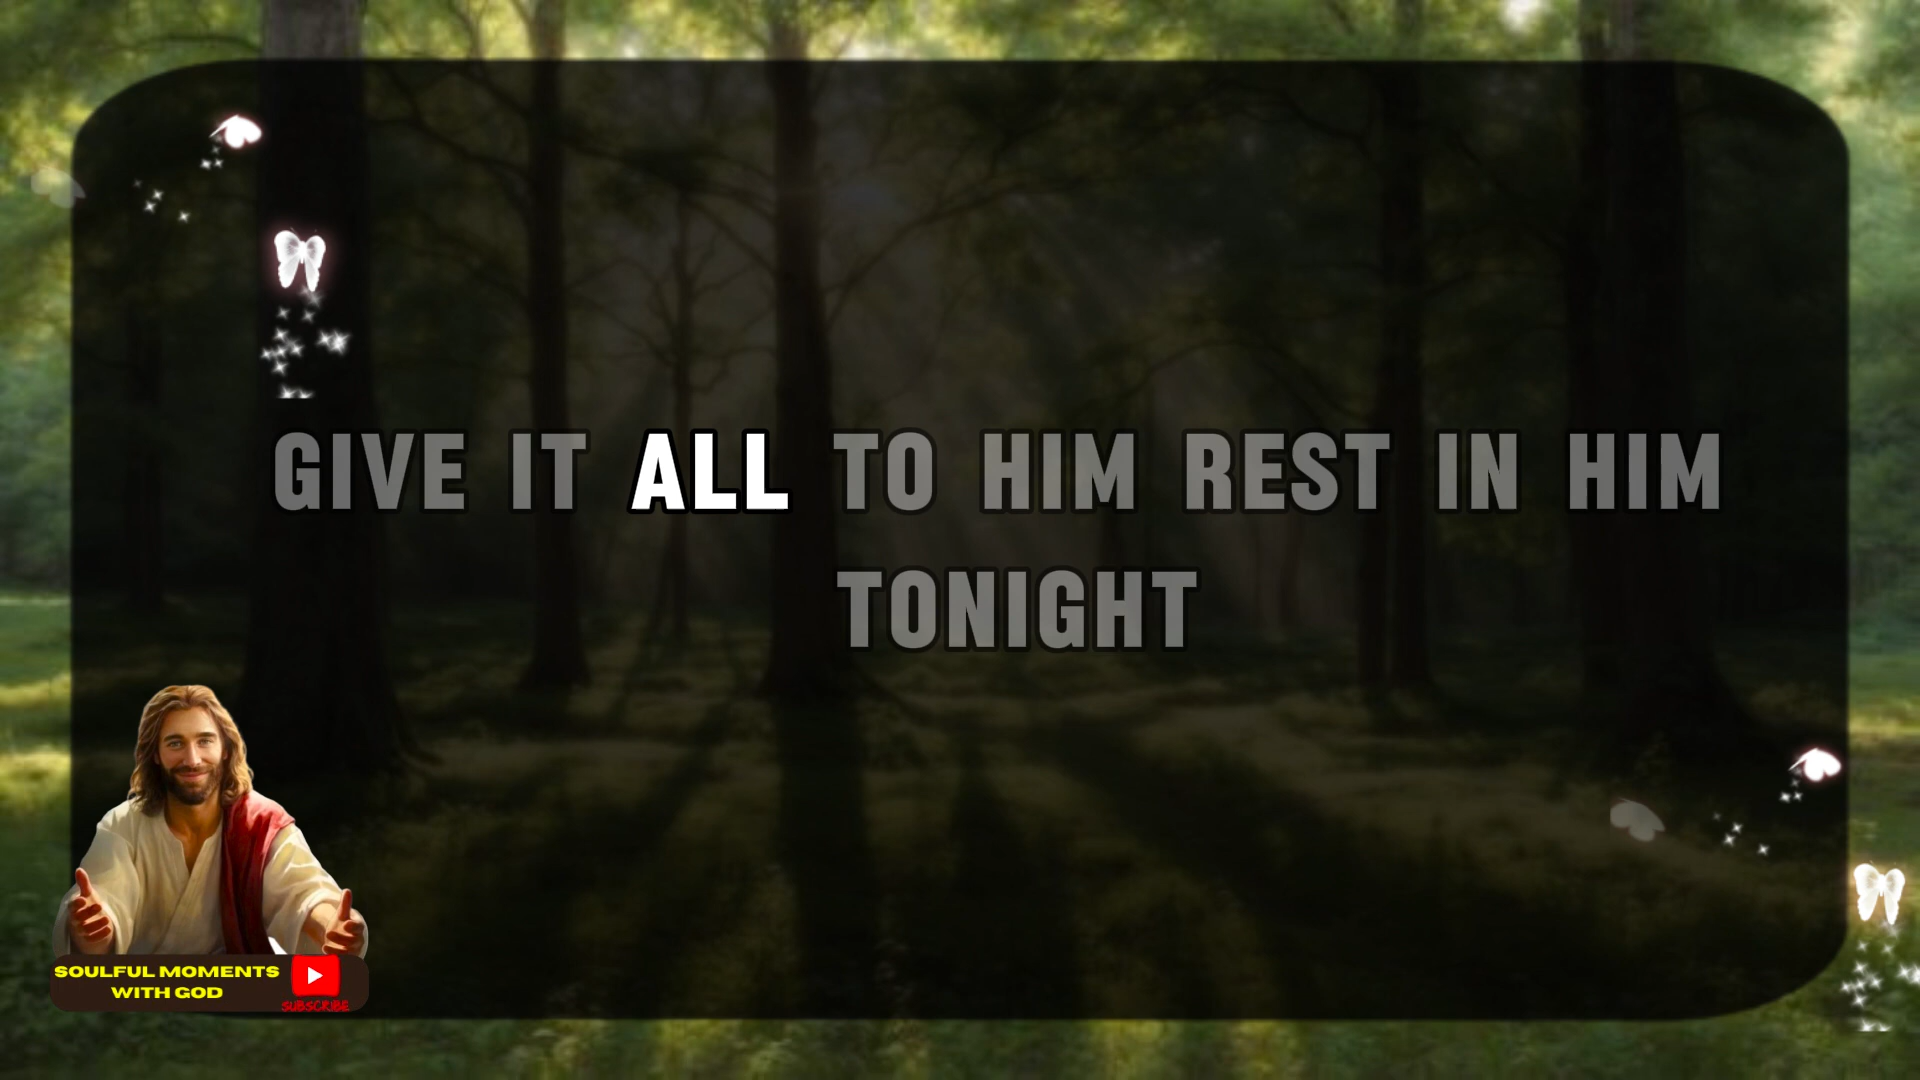 GIVE IT ALL TO HIM REST IN HIM
TONIGHT
SOULFUL MOMENTS
WITH GOD
SUBSCRIBE